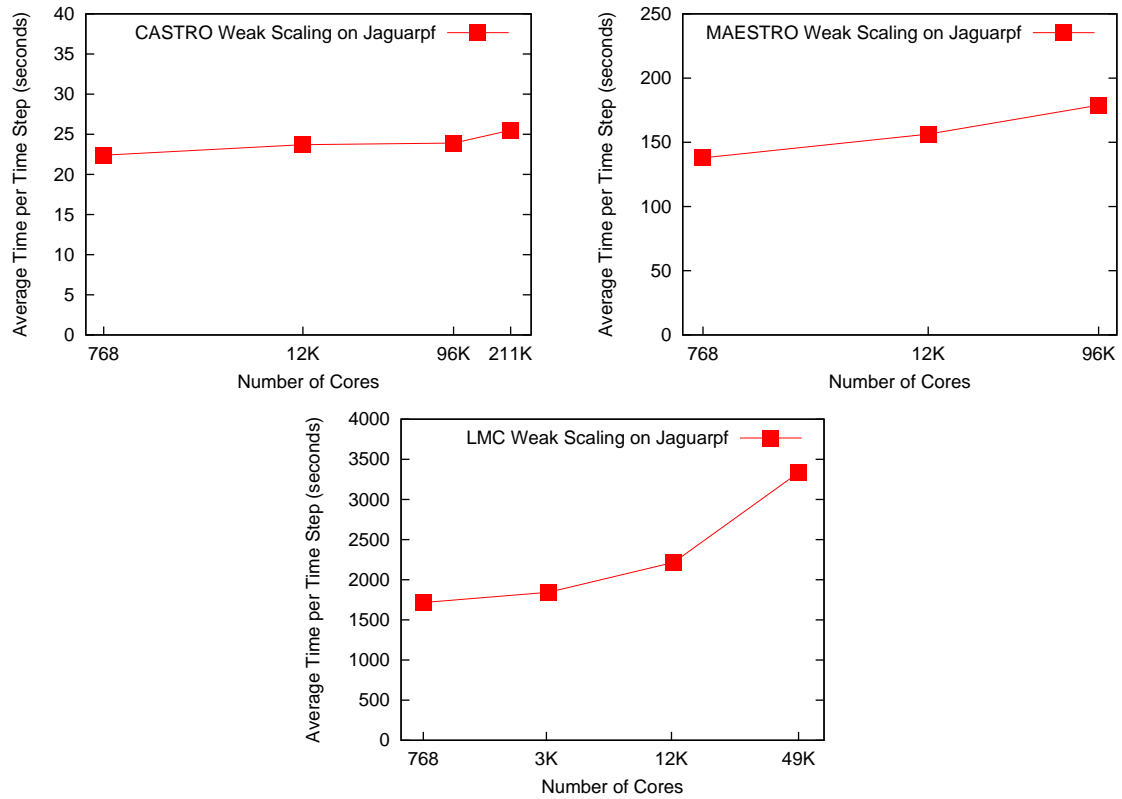 CASTRO Weak Scaling on Jaguarpf
Average Time per Time Step (seconds)
40
35
30
25
20
15
10
5
0
768
12K
96K
211K
Number of Cores
MAESTRO Weak Scaling on Jaguarpf
Average Time per Time Step (seconds)
250
200
150
100
50
0
768
12K
96K
Number of Cores
LMC Weak Scaling on Jaguarpf
Average Time per Time Step (seconds)
4000
3500
3000
2500
2000
1500
1000
500
0
768
3K
12K
49K
Number of Cores